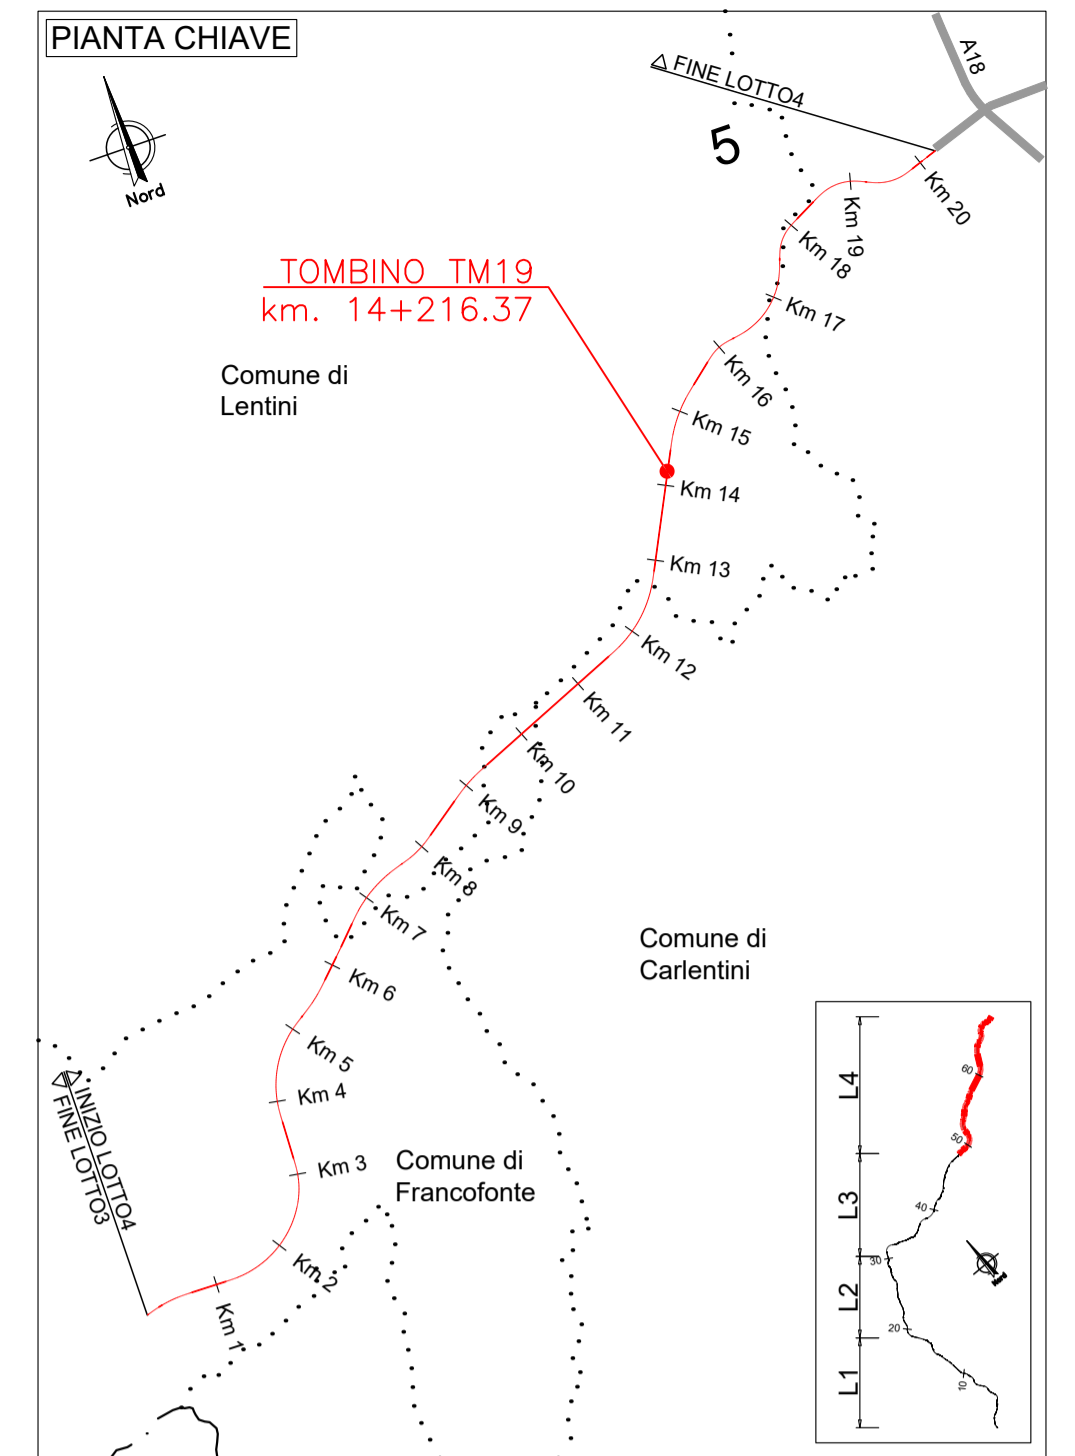 PIANTA CHIAVE
Nord
FINE LOTTO4
A18
5
Km 20
Km 19
Km 18
Km 17
TOMBINO TM19
km. 14+216.37
Comune di
Lentini
Km 16
Km 15
Km 14
Km 13
Km 12
Km 11
Km 10
Km 9
Km 8
Km 7
Km 6
Km 5
Km 4
Km 3
Km 2
Km 1
Comune di
Carlentini
Comune di
Francofonte
INIZIO LOTTO4
FINE LOTTO3
L4
L3
L2
L1
60
50
40
30
20
10
Nord